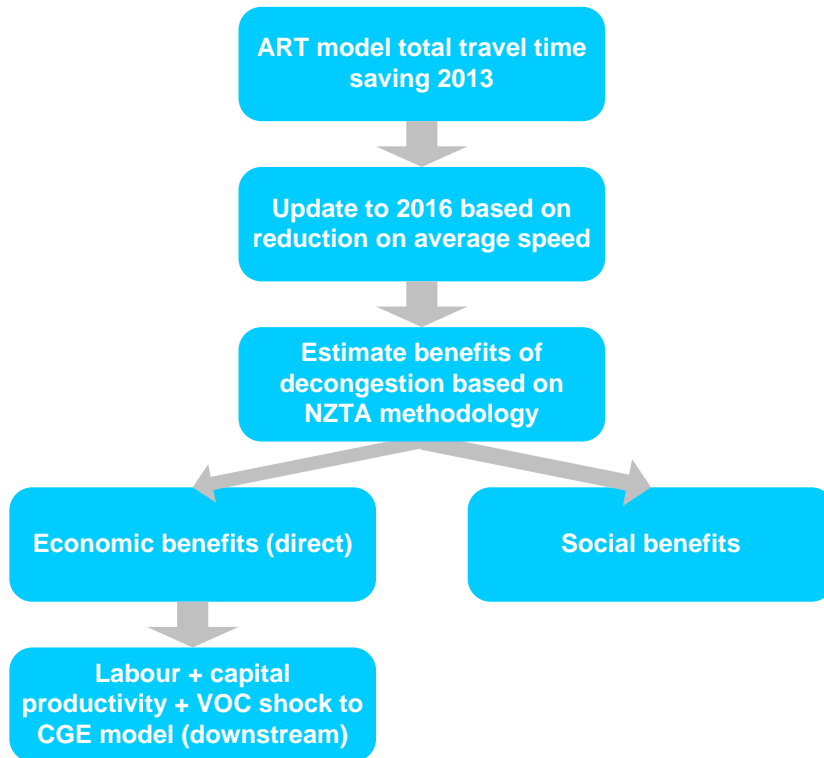 ART model total travel time
saving 2013
Update to 2016 based on
reduction on average speed
Estimate benefits of
decongestion based on
NZTA methodology
Economic benefits (direct)
Social benefits
Labour + capital
productivity + VOC shock to
CGE model (downstream)